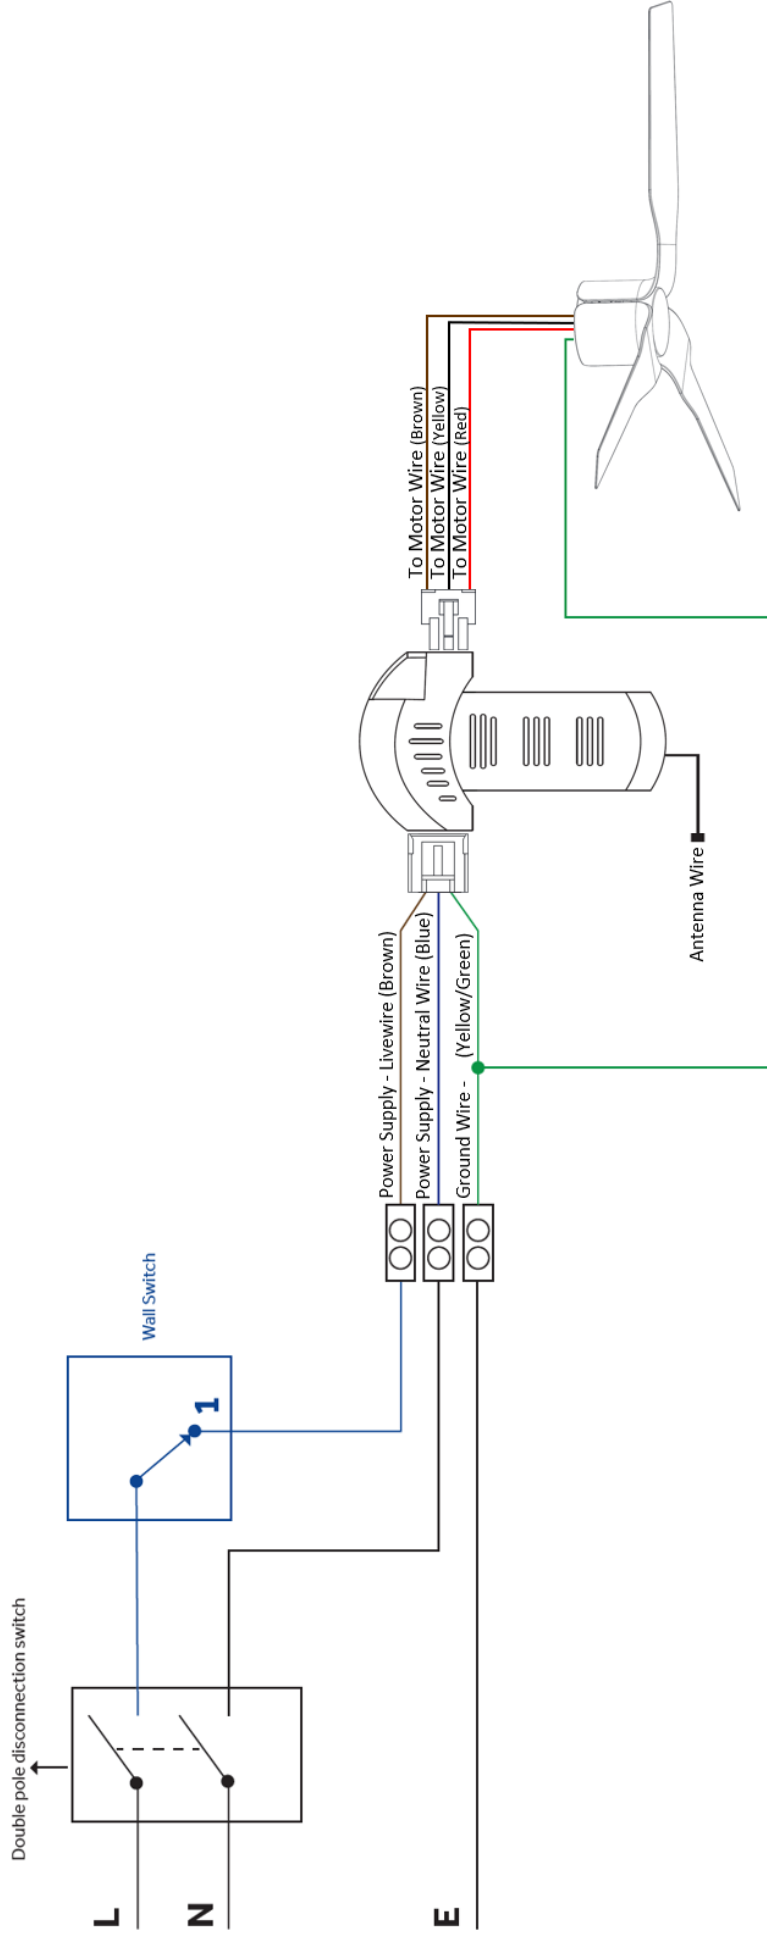 L
N
E
Double pole disconnection switch
Wall Switch
1
Power Supply - Livewire (Brown)
Power Supply - Neutral Wire (Blue)
Ground Wire - (Yellow/Green)
Antenna Wire
To Motor Wire (Brown)
To Motor Wire (Yellow)
To Motor Wire (Red)